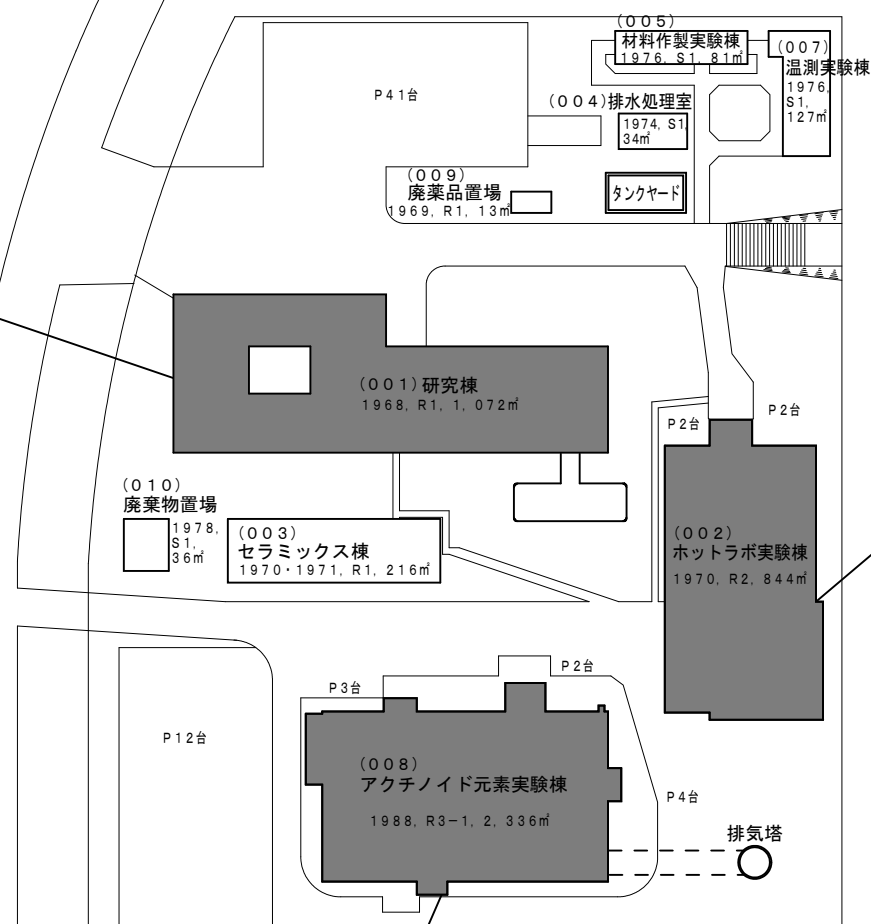 (005)
材料作製実験棟
1976, S1, 81㎡
(007)
温測実験棟
1976,
S1,
127㎡
P41台
(004)排水処理室
1974, S1,
34㎡
(009)
廃薬品置場
1969, R1, 13㎡
タンクヤード
(001)研究棟
1968, R1, 1, 072㎡
P2台
P2台
(010)
廃棄物置場
1978,
S1,
36㎡
(003)
セラミックス棟
1970・1971, R1, 216㎡
(002)
ホットラボ実験棟
1970, R2, 844㎡
P2台
P3台
P12台
(008)
アクチノイド元素実験棟
1988, R3−1, 2, 336㎡
P4台
排気塔